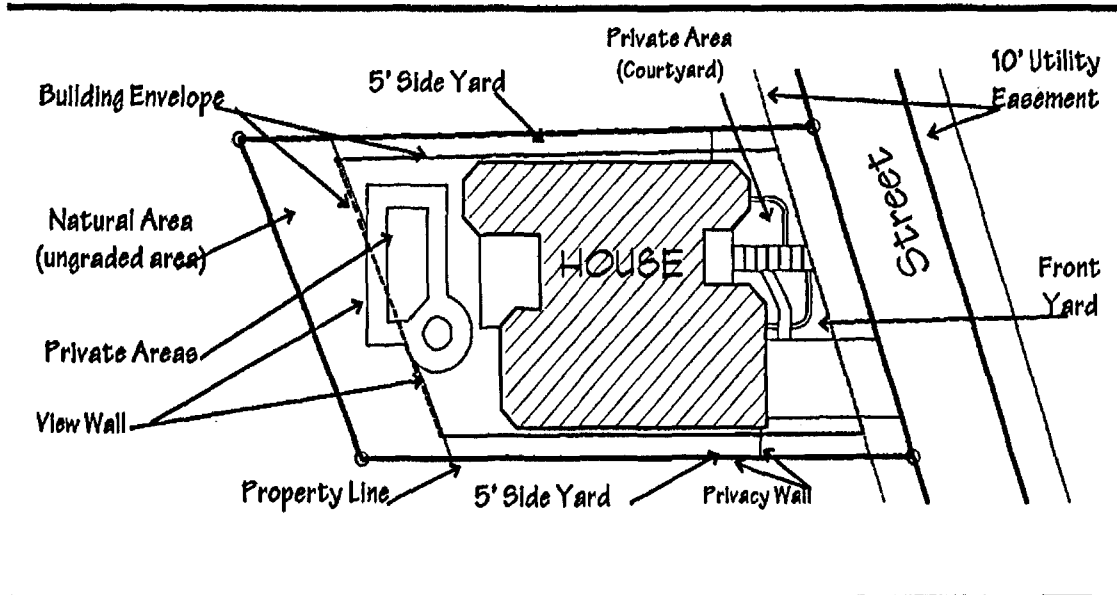 Private Area
(Courtyard)
10' Utility
Easement
5' Side Yard
Building Envelope
Street
Natural Area
(ungraded area)
HOUSE
Front
Yard
Private Areas
View Wall
Property Line
5' Side Yard
Privacy Wall